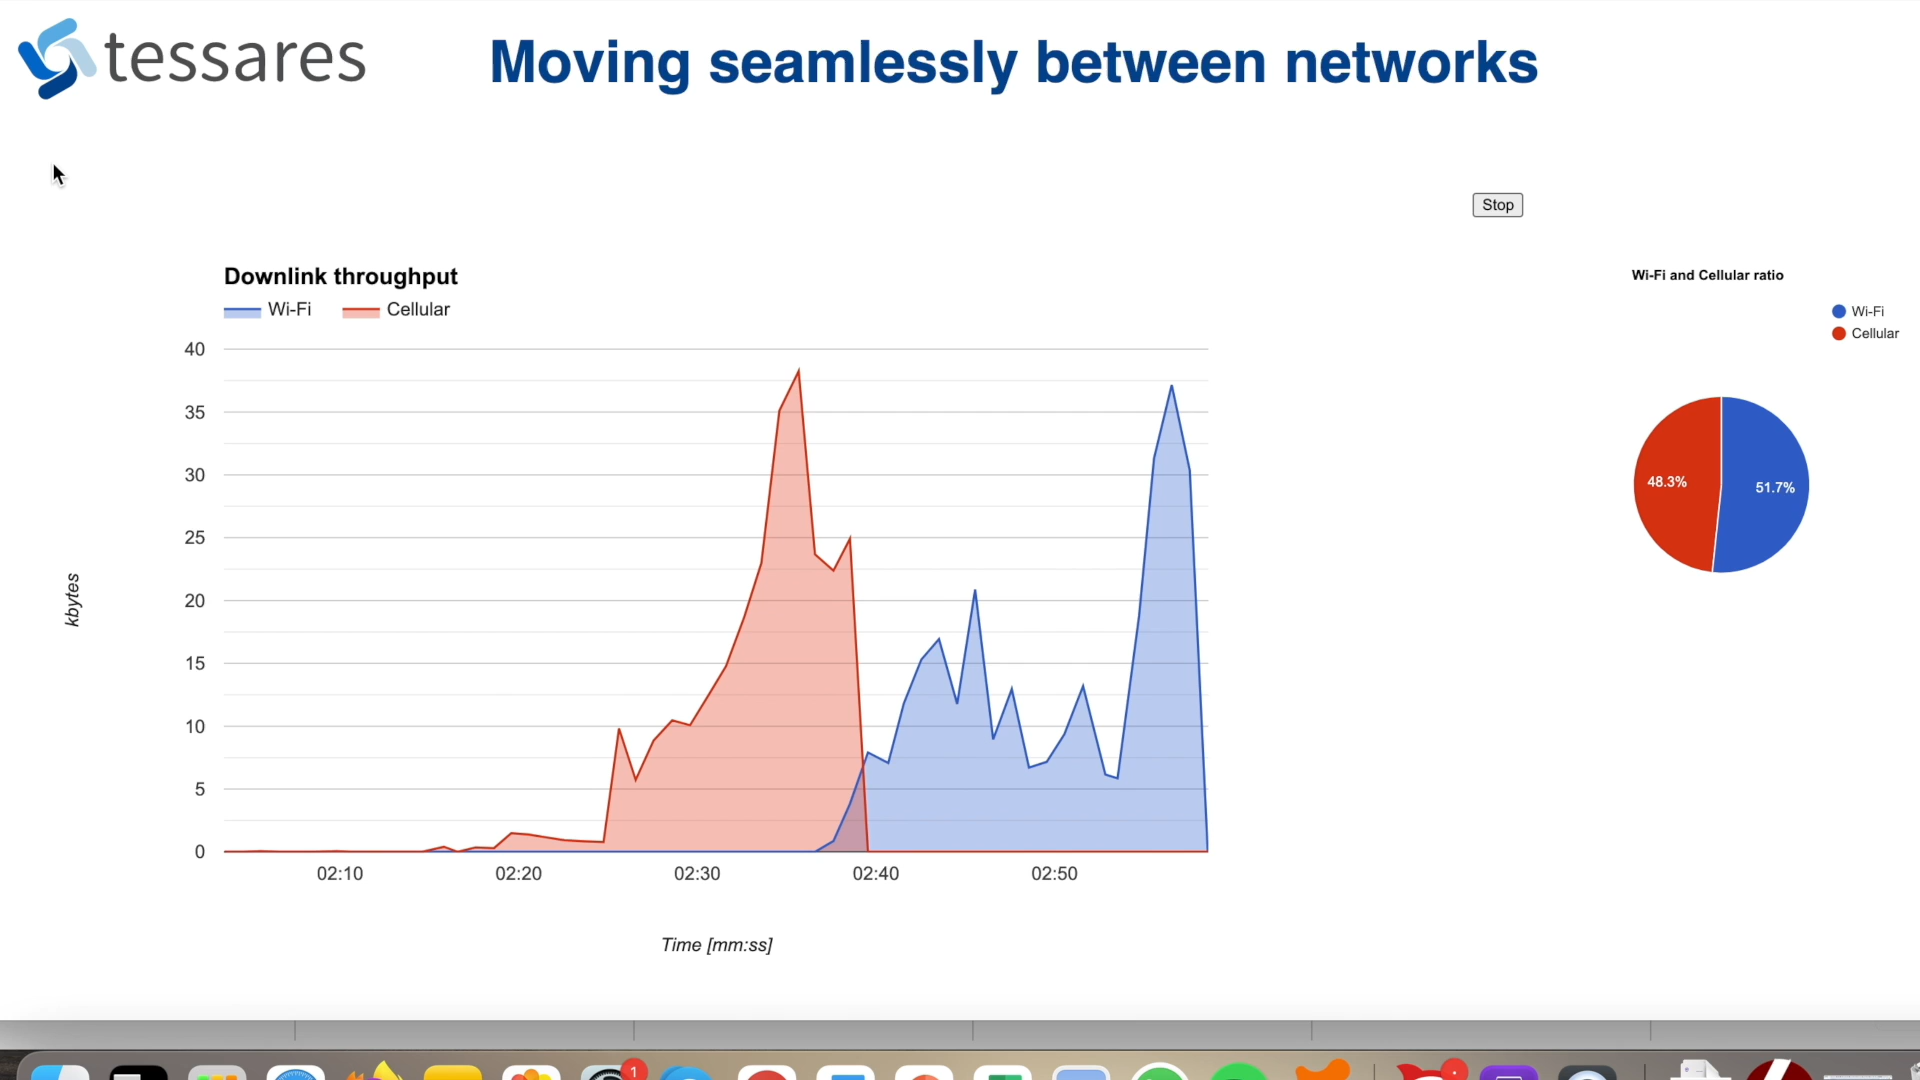 tessares
Moving seamlessly between networks
Stop
Downlink throughput
Wi-Fi Cellular
40
35
30
25
20
15
10
5
0
kbytes
02:10 02:20 02:30 02:40 02:50
Time [mm:ss]
Wi-Fi and Cellular ratio
Wi-Fi
Cellular
48.3% 51.7%
1